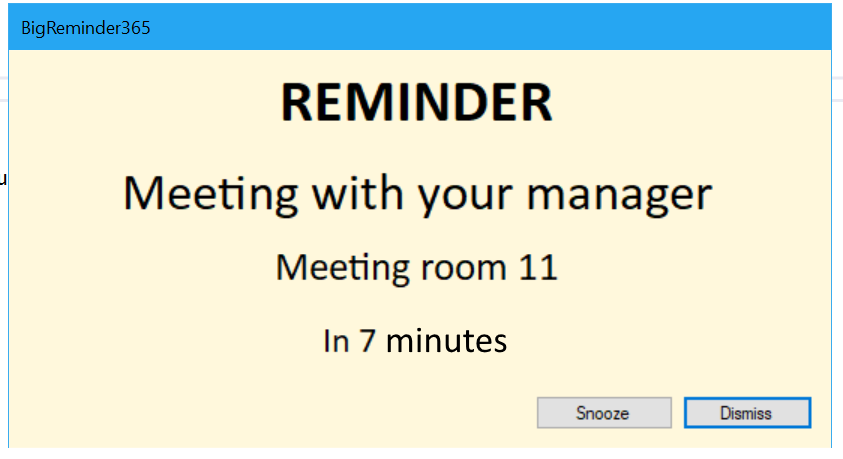 BigReminder365
REMINDER
Meeting with your manager
Meeting room 11
In 7 minutes
Snooze Dismiss